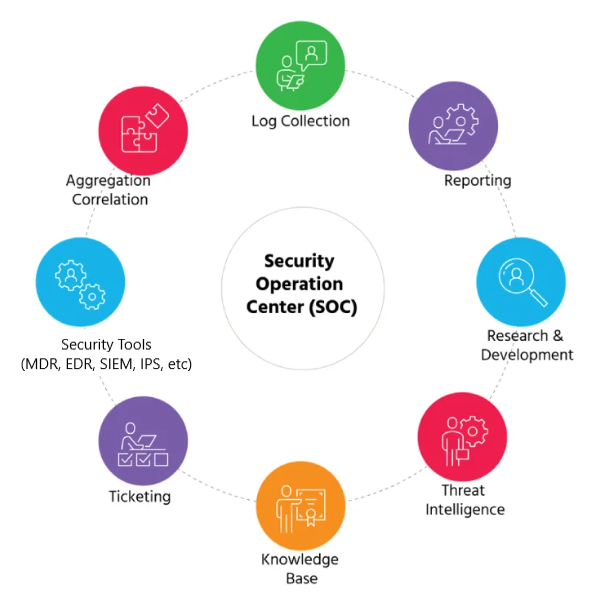 Log Collection
Reporting
Aggregation
Correlation
Security
Operation
Center (SOC)
Security Tools
(MDR, EDR, SIEM, IPS, etc)
Research &
Development
Ticketing
Threat
Intelligence
Knowledge
Base